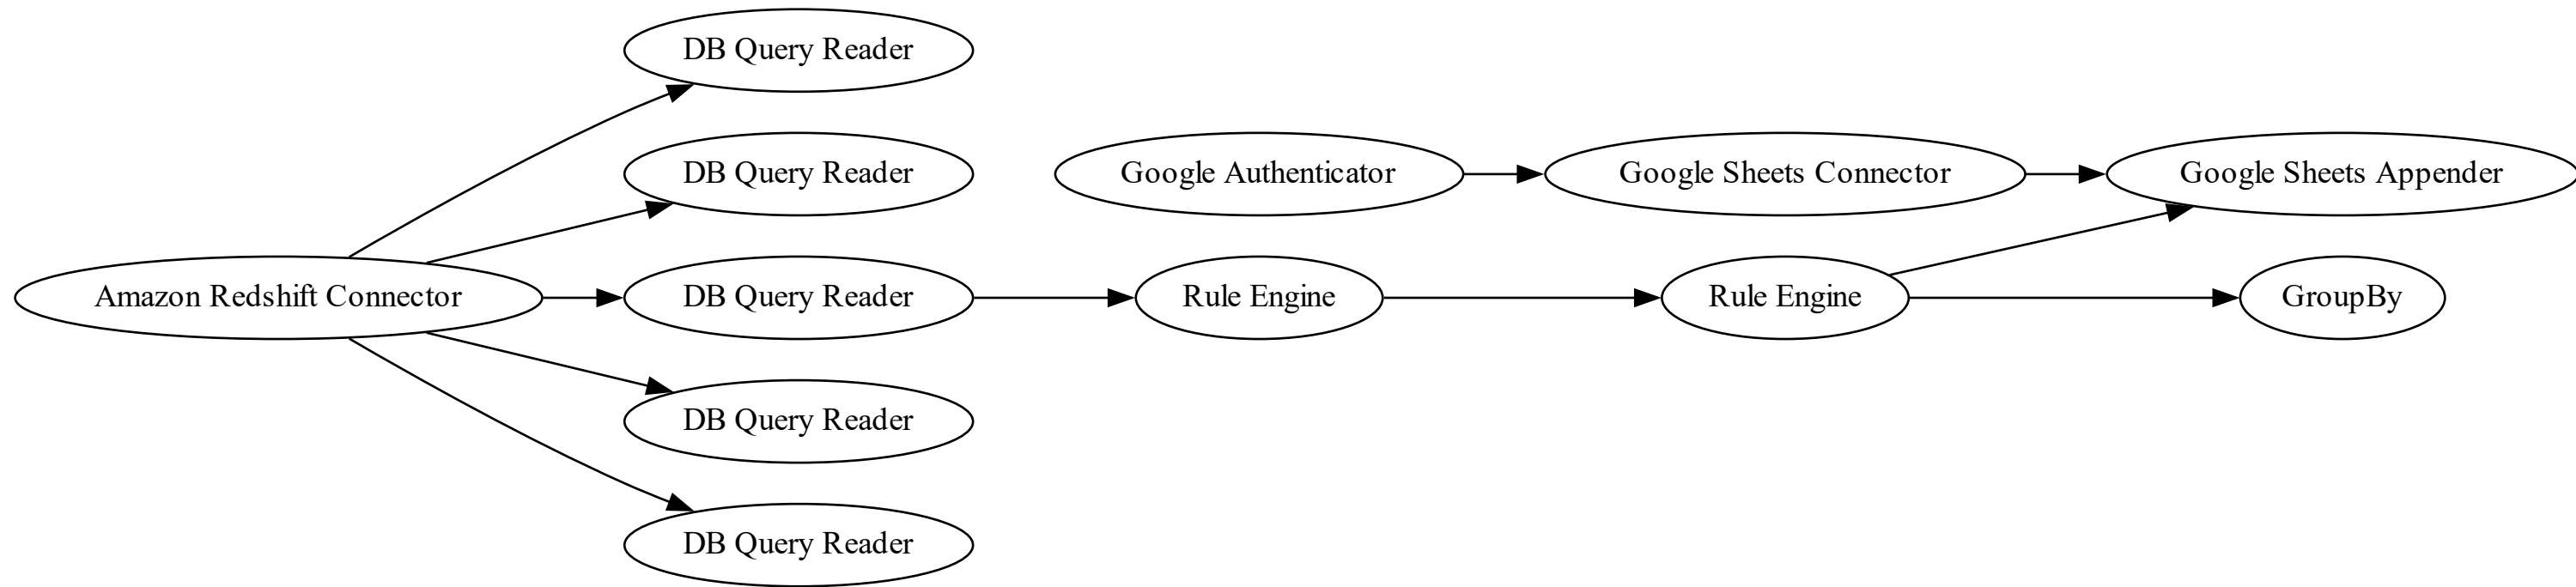 DB Query Reader
DB Query Reader
Google Authenticator
Google Sheets Connector
Google Sheets Appender
Amazon Redshift Connector
DB Query Reader
Rule Engine
Rule Engine
GroupBy
DB Query Reader
DB Query Reader